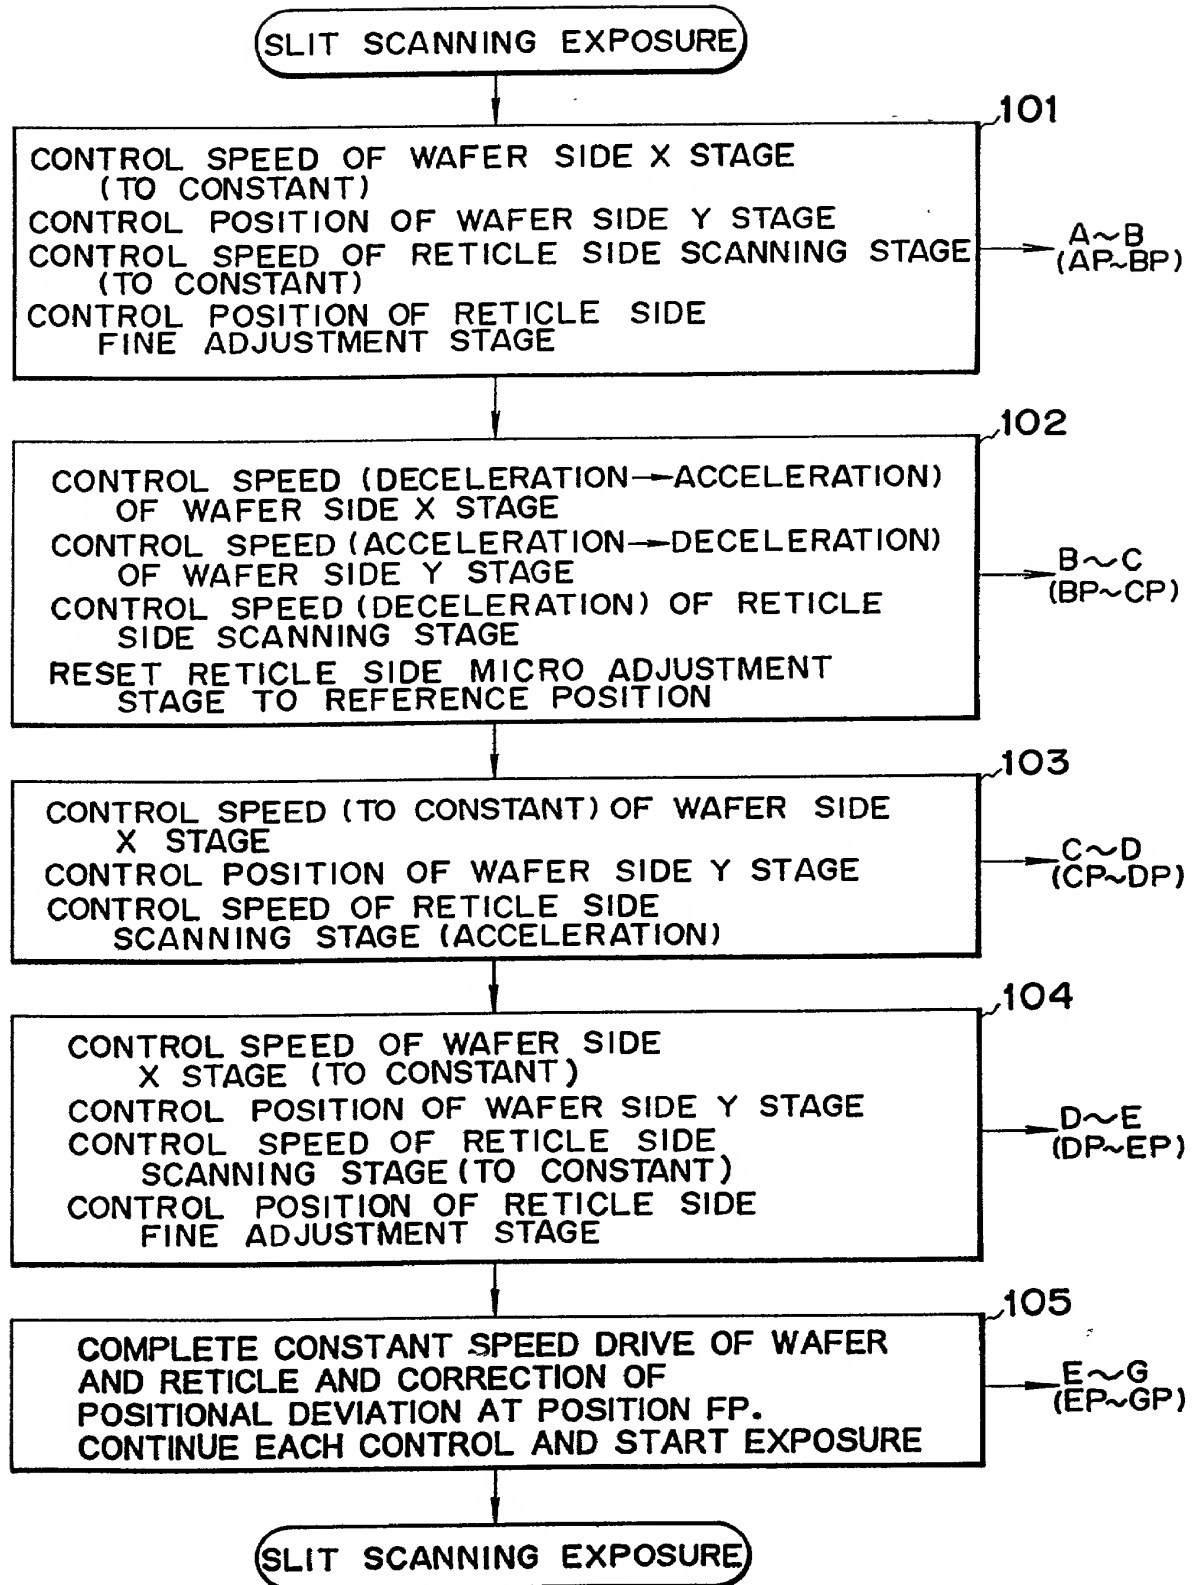 SLIT SCANNING EXPOSURE
101
CONTROL SPEED OF WAFER SIDE X STAGE
(TO CONSTANT)
CONTROL POSITION OF WAFER SIDE Y STAGE
CONTROL SPEED OF RETICLE SIDE SCANNING STAGE
(TO CONSTANT)
CONTROL POSITION OF RETICLE SIDE
FINE ADJUSTMENT STAGE
A~B
(AP~BP)
102
CONTROL SPEED (DECELERATION→ACCELERATION)
OF WAFER SIDE X STAGE
CONTROL SPEED (ACCELERATION→DECELERATION)
OF WAFER SIDE Y STAGE
CONTROL SPEED (DECELERATION) OF RETICLE
SIDE SCANNING STAGE
RESET RETICLE SIDE MICRO ADJUSTMENT
STAGE TO REFERENCE POSITION
B~C
(BP~CP)
103
CONTROL SPEED (TO CONSTANT) OF WAFER SIDE
X STAGE
CONTROL POSITION OF WAFER SIDE Y STAGE
CONTROL SPEED OF RETICLE SIDE
SCANNING STAGE (ACCELERATION)
C~D
(CP~DP)
104
CONTROL SPEED OF WAFER SIDE
X STAGE (TO CONSTANT)
CONTROL POSITION OF WAFER SIDE Y STAGE
CONTROL SPEED OF RETICLE SIDE
SCANNING STAGE (TO CONSTANT)
CONTROL POSITION OF RETICLE SIDE
FINE ADJUSTMENT STAGE
D~E
(DP~EP)
105
COMPLETE CONSTANT SPEED DRIVE OF WAFER
AND RETICLE AND CORRECTION OF
POSITIONAL DEVIATION AT POSITION FP.
CONTINUE EACH CONTROL AND START EXPOSURE
E~G
(EP~GP)
SLIT SCANNING EXPOSURE